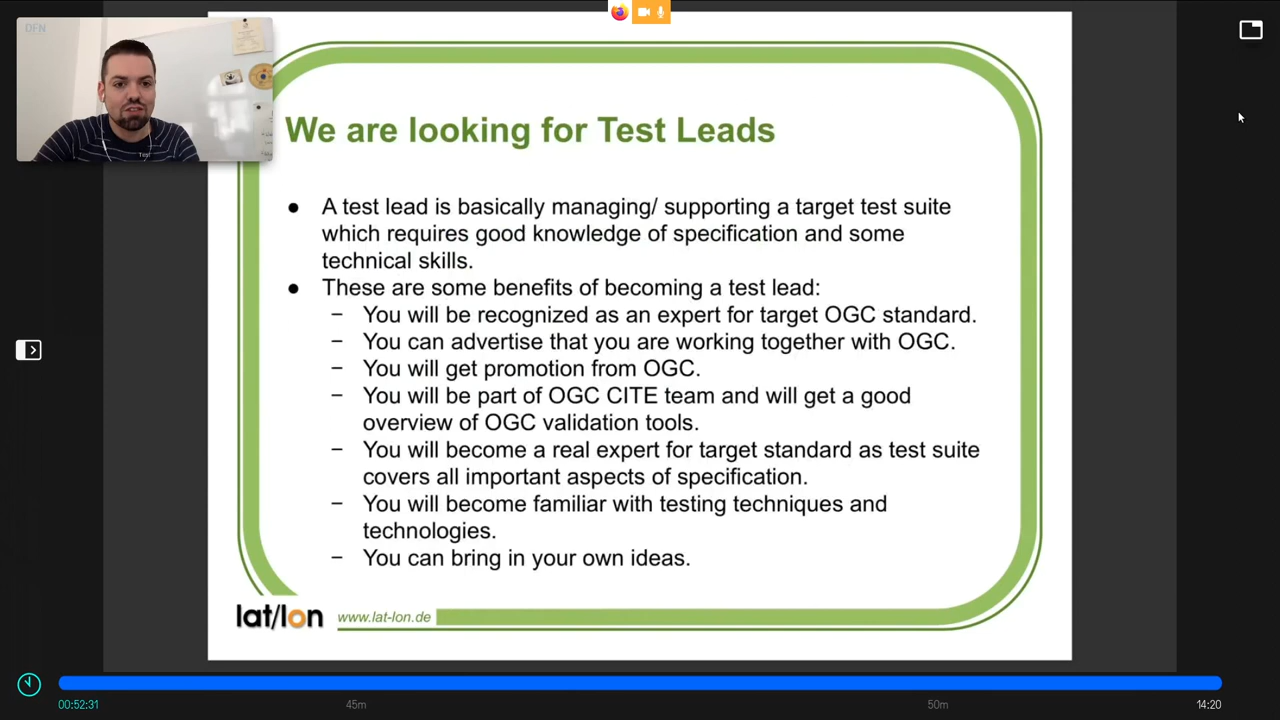 DFN
We are looking for Test Leads
● A test lead is basically managing/ supporting a target test suite
which requires good knowledge of specification and some
technical skills.
● These are some benefits of becoming a test lead:
− You will be recognized as an expert for target OGC standard.
− You can advertise that you are working together with OGC.
− You will get promotion from OGC.
− You will be part of OGC CITE team and will get a good
overview of OGC validation tools.
− You will become a real expert for target standard as test suite
covers all important aspects of specification.
− You will become familiar with testing techniques and
technologies.
− You can bring in your own ideas.
lat/lon www.lat-lon.de
00:52:31 45m 50m 14:20